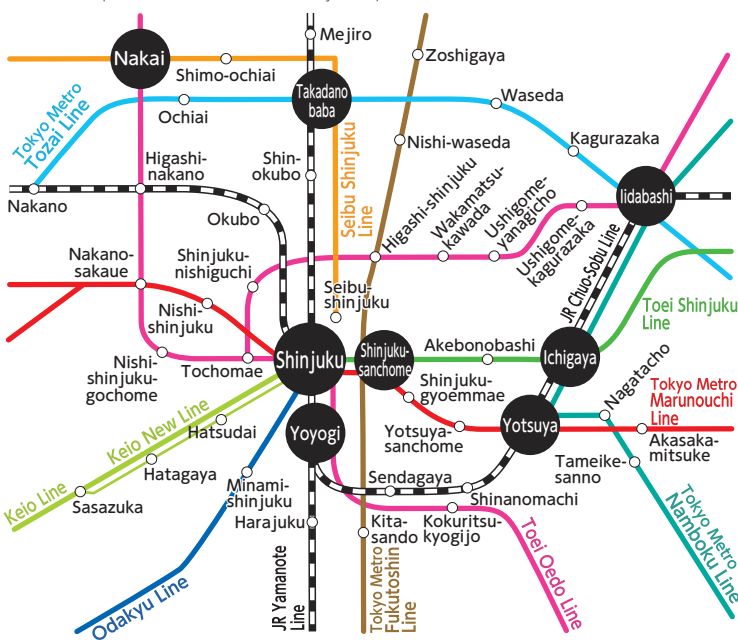 Mejiro
Nakai
Zoshigaya
Shimo-ochiai
Takadano
baba
Waseda
Ochiai
Tokyo Metro
Tozai Line
Kagurazaka
Nishi-waseda
Higashi-
nakano
Shin-
okubo
Seibu Shinjuku
Line
Higashi-shinjuku
Wakamatsu-
kawada
Ushigome-
yanagicho
Ushigome-
kagurazaka
Iidabashi
Nakano
Okubo
Nakano-
sakaue
Shinjuku-
nishiguchi
Seibu-
shinjuku
JR Chuo-Sobu Line
Toei Shinjuku
Line
Nishi-
shinjuku
Nishi-
shinjuku-
gochome
Tochomae
Shinjuku
Shinjuku-
sanchome
Akebonobashi
Ichigaya
Shinjuku-
gyoemmae
Nagatacho
Tokyo Metro
Marunouchi
Line
Keio New Line
Hatsudai
Yoyogi
Yotsuya-
sanchome
Yotsuya
Akasaka-
mitsuke
Hatagaya
Tameike-
sanno
Keio Line
Sasazuka
Minami-
shinjuku
Sendagaya
Shinanomachi
Harajuku
Kita-
sando
Kokuritsu-
kyogijo
Tokyo Metro
Namboku Line
Odakyu Line
JR Yamanote
Line
Tokyo Metro
Fukutoshin
Line
Toei Oedo Line